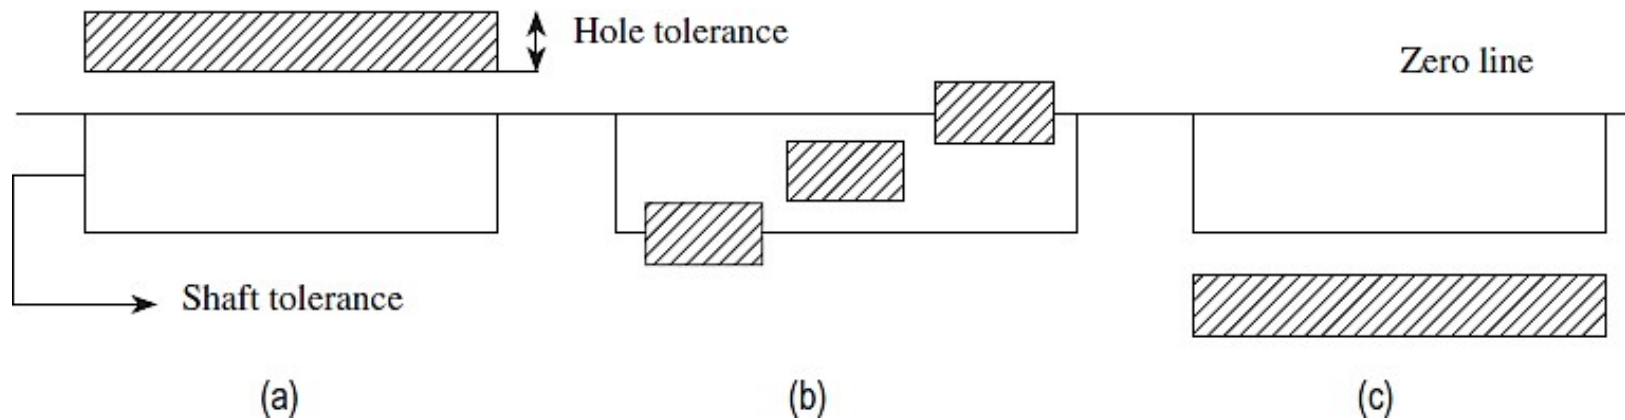 Hole tolerance
Zero line
Shaft tolerance
(a)
(b)
(c)